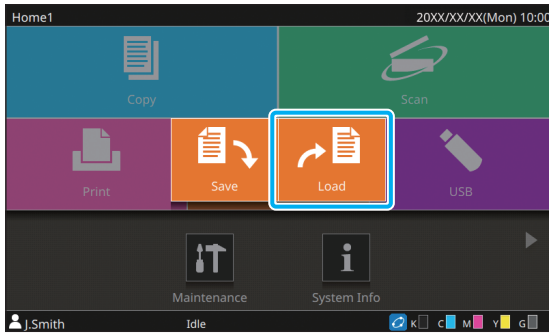 Home1 20XX/XX/XX(Mon) 10:00
Copy Scan
Print Save Load USB
Maintenance System Info
J.Smith Idle K C M Y G